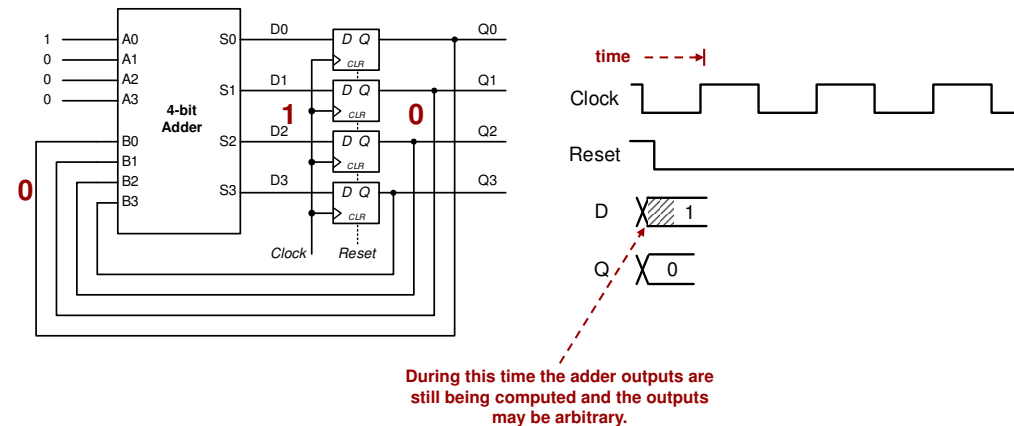 D0
Q0
1
A0
S0
D Q
0
A1
CLR
0
A2
D1
Q1
0
A3
S1
D Q
4-bit
Adder
1
CLR
0
D2
Q2
B0
S2
D Q
B1
CLR
0
B2
D3
Q3
B3
S3
D Q
CLR
Clock
Reset
time
Clock
Reset
D
1
Q
0
During this time the adder outputs are
still being computed and the outputs
may be arbitrary.